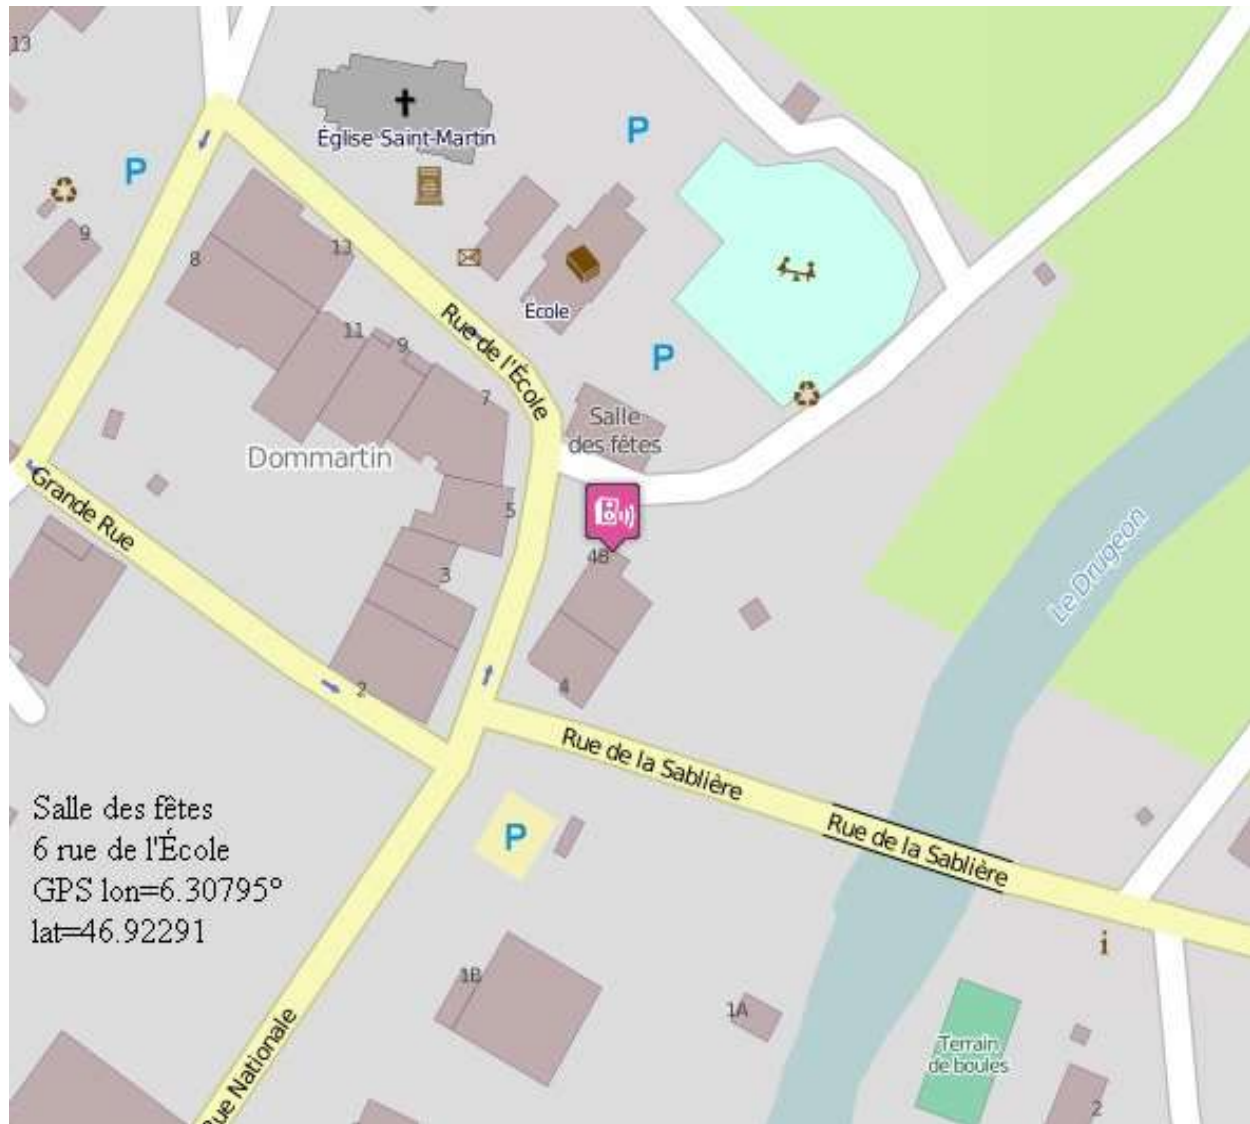 13
P
Église Saint-Martin
P
9
8
13
École
Rue de l'École
11
9
7
P
Salle
des fêtes
Dommartin
Grande Rue
5
4B
3
Le Drugeon
2
4
Rue de la Sablière
Rue de la Sablière
Salle des fêtes
6 rue de l'École
GPS lon=6.30795°
lat=46.92291
P
i
1B
1A
Terrain
de boules
Rue Nationale
2